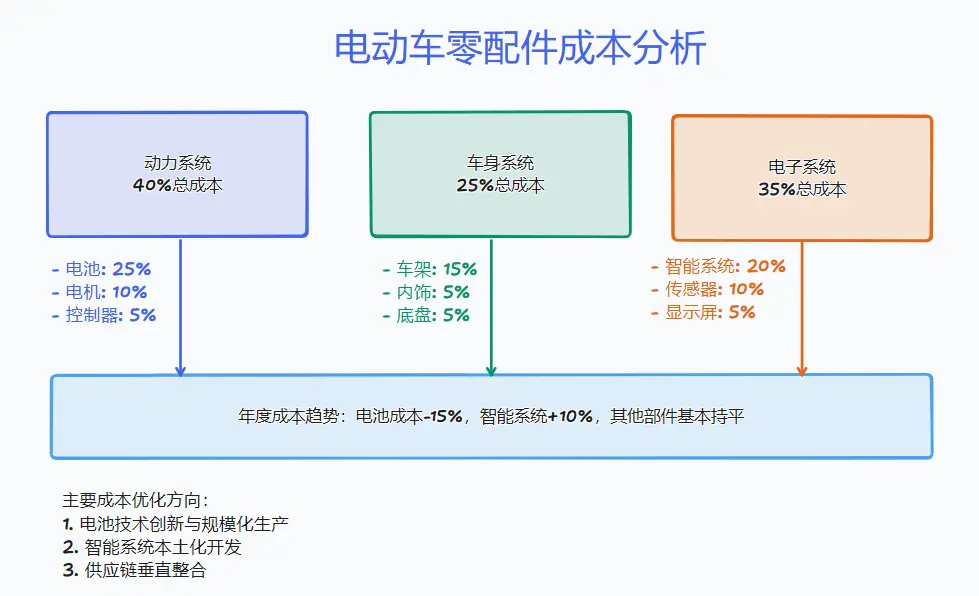 电动车零配件成本分析
动力系统
40%总成本
车身系统
25%总成本
电子系统
35%总成本
- 电池: 25%
- 电机: 10%
- 控制器: 5%
- 车架: 15%
- 内饰: 5%
- 底盘: 5%
- 智能系统: 20%
- 传感器: 10%
- 显示屏: 5%
年度成本趋势：电池成本-15%，智能系统+10%，其他部件基本持平
主要成本优化方向：
1. 电池技术创新与规模化生产
2. 智能系统本土化开发
3. 供应链垂直整合